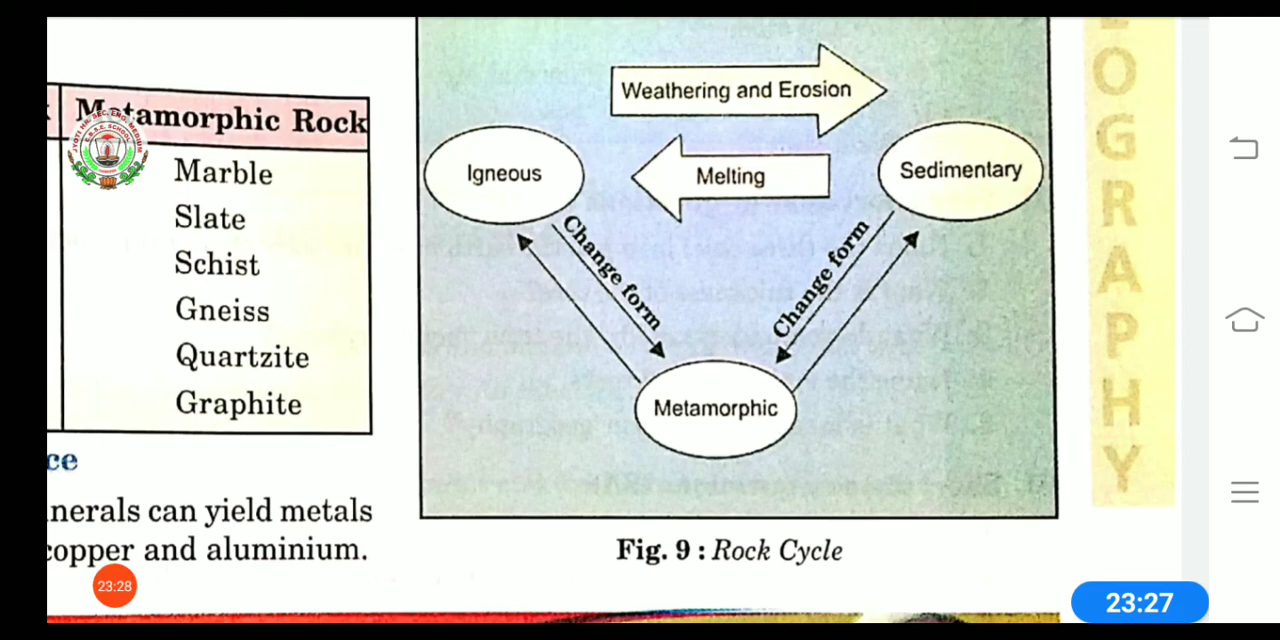 Metamorphic Rock
Marble
Slate
Schist
Gneiss
Quartzite
Graphite
ce
nerals can yield metals
copper and aluminium.
Weathering and Erosion
Igneous
Melting
Sedimentary
Change form
Change form
Metamorphic
Fig. 9 : Rock Cycle
O
G
R
A
P
H
Y
23:28
23:27